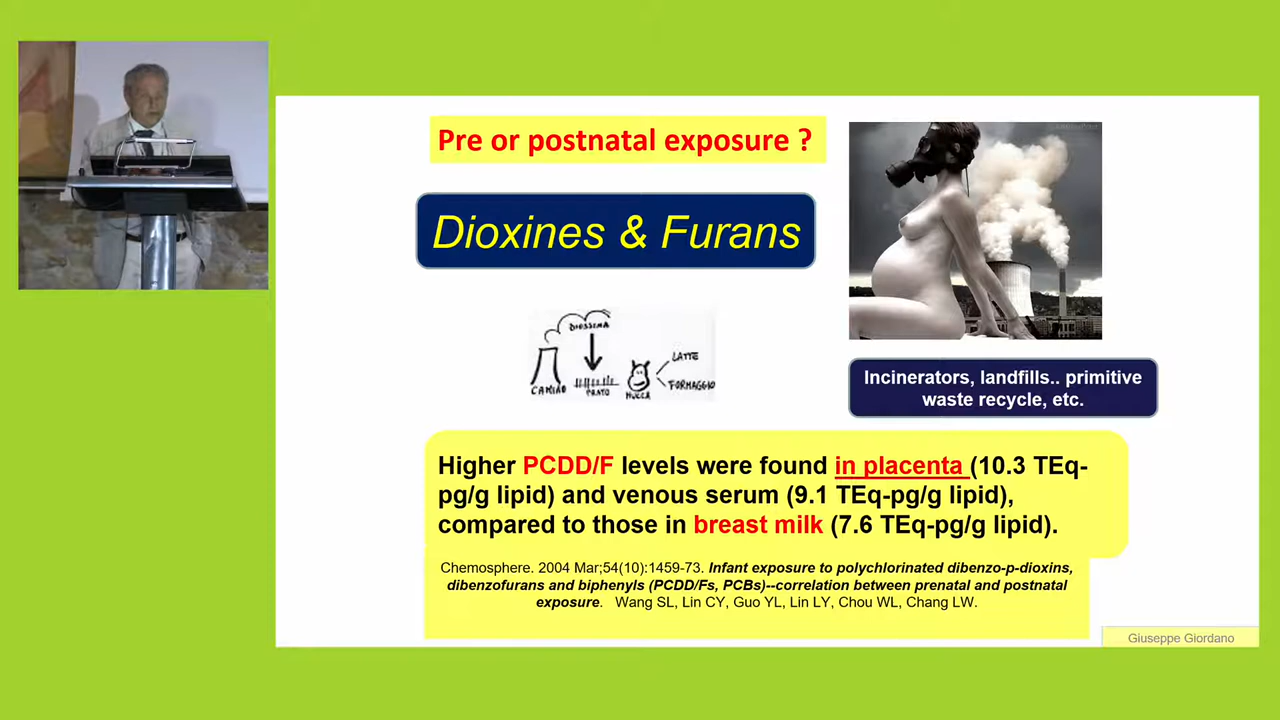 Pre or postnatal exposure ?
Dioxines & Furans
DIOSSINA
CAMINO
PRATO
MUCCA
LATTE
FORMAGGIO
Incinerators, landfills.. primitive
waste recycle, etc.
Higher PCDD/F levels were found in placenta (10.3 TEq-
pg/g lipid) and venous serum (9.1 TEq-pg/g lipid),
compared to those in breast milk (7.6 TEq-pg/g lipid).
Chemosphere. 2004 Mar;54(10):1459-73. Infant exposure to polychlorinated dibenzo-p-dioxins,
dibenzofurans and biphenyls (PCDD/Fs, PCBs)--correlation between prenatal and postnatal
exposure. Wang SL, Lin CY, Guo YL, Lin LY, Chou WL, Chang LW.
Giuseppe Giordano